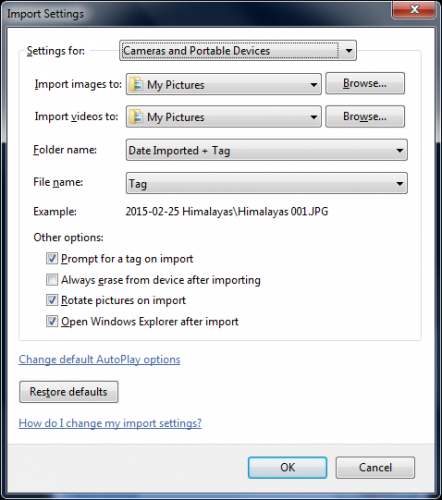 Import Settings
Settings for: Cameras and Portable Devices
Import images to: My Pictures Browse...
Import videos to: My Pictures Browse...
Folder name: Date Imported + Tag
File name: Tag
Example: 2015-02-25 Himalayas\Himalayas 001.JPG
Other options:
Prompt for a tag on import
Always erase from device after importing
Rotate pictures on import
Open Windows Explorer after import
Change default AutoPlay options
Restore defaults
How do I change my import settings?
OK Cancel